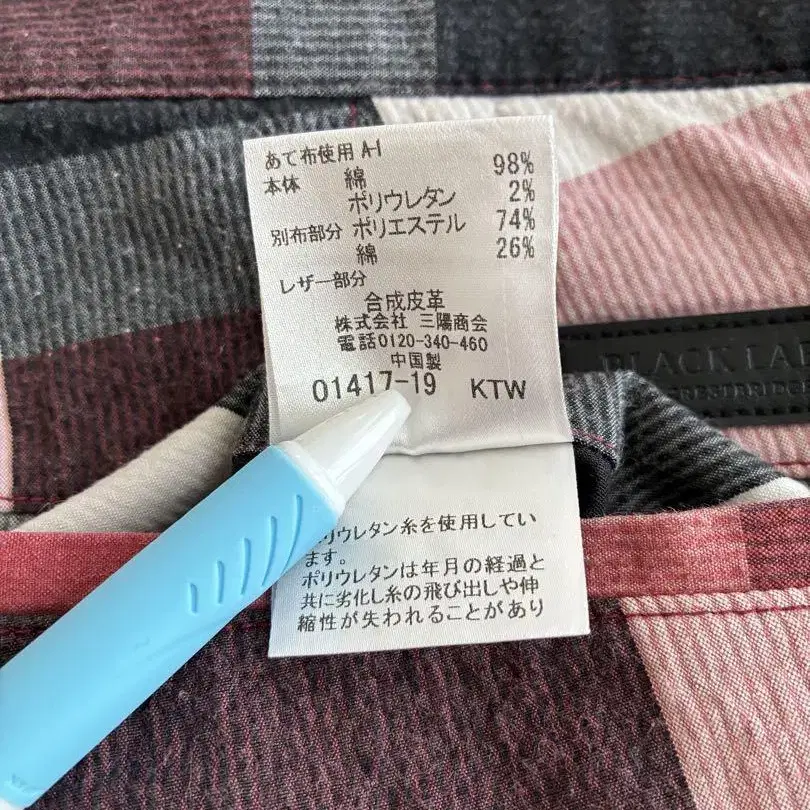 あて布使用 A-1
本体 綿 98%
ポリウレタン 2%
別布部分 ポリエステル 74%
綿 26%
レザー部分
合成皮革
株式会社 三陽商会
電話0120-340-460
中国製
01417-19 KTW
BLACK LAB
CRESTBRIDG
リウレタン糸を使用してい
ます。
ポリウレタンは年月の経過と
共に劣化し糸の飛び出しや伸
縮性が失われることがあり